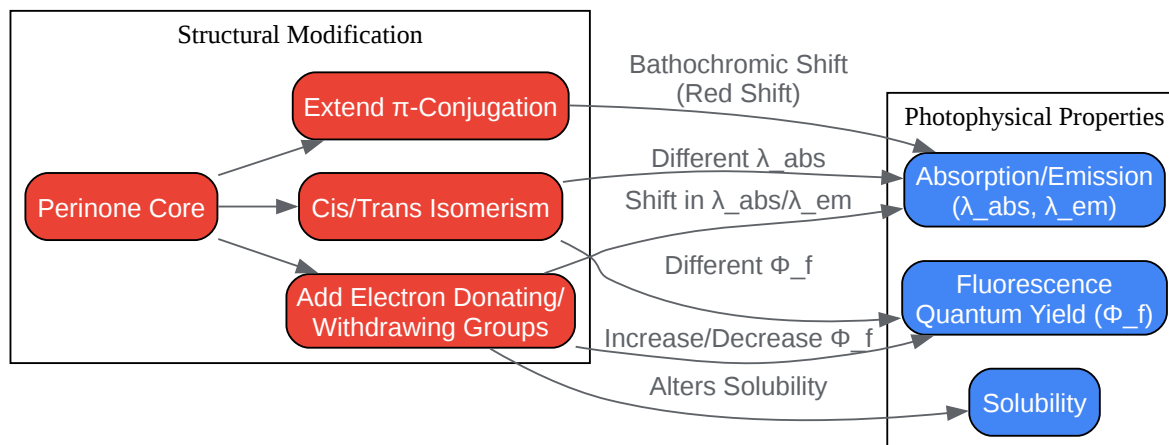 Structural Modification
Perinone Core
Extend π-Conjugation
Cis/Trans Isomerism
Add Electron Donating/
Withdrawing Groups
Bathochromic Shift
(Red Shift)
Different λ_abs
Shift in λ_abs/λ_em
Different Φ_f
Increase/Decrease Φ_f
Alters Solubility
Photophysical Properties
Absorption/Emission
(λ_abs, λ_em)
Fluorescence
Quantum Yield (Φ_f)
Solubility